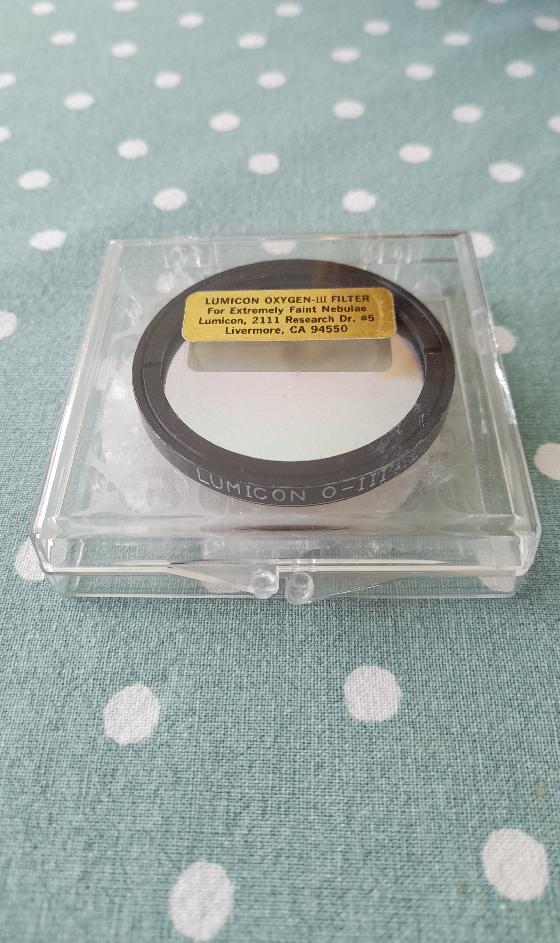 LUMICON OXYGEN-III FILTER
For Extremely Faint Nebulae
Lumicon, 2111 Research Dr. #5
Livermore, CA 94550
LUMICON O-III